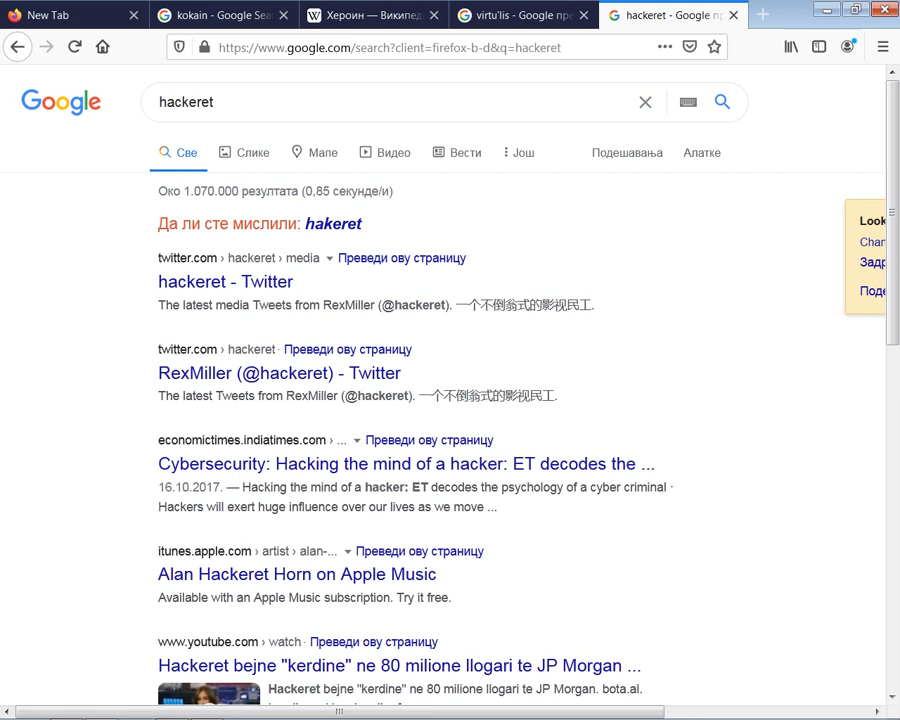 New Tab
kokain - Google Sea
Хероин — Википед
virtu'lis - Google пре
hackeret - Google пр
https://www.google.com/search?client=firefox-b-d&q=hackeret
Google
hackeret
Све
Слике
Мапе
Видео
Вести
Још
Подешавања
Алатке
Око 1.070.000 резултата (0,85 секунде/и)
Да ли сте мислили: hakeret
Look
Char
Задр
Поде
twitter.com › hackeret › media Преведи ову страницу
hackeret - Twitter
The latest media Tweets from RexMiller (@hackeret). 一个不倒翁式的影视民工.
twitter.com › hackeret · Преведи ову страницу
RexMiller (@hackeret) - Twitter
The latest Tweets from RexMiller (@hackeret). 一个不倒翁式的影视民工.
economictimes.indiatimes.com › ... Преведи ову страницу
Cybersecurity: Hacking the mind of a hacker: ET decodes the ...
16.10.2017. — Hacking the mind of a hacker: ET decodes the psychology of a cyber criminal ·
Hackers will exert huge influence over our lives as we move ...
itunes.apple.com › artist › alan-... Преведи ову страницу
Alan Hackeret Horn on Apple Music
Available with an Apple Music subscription. Try it free.
www.youtube.com › watch · Преведи ову страницу
Hackeret bejne "kerdine" ne 80 milione llogari te JP Morgan ...
Hackeret bejne "kerdine" ne 80 milione llogari te JP Morgan. bota.al.